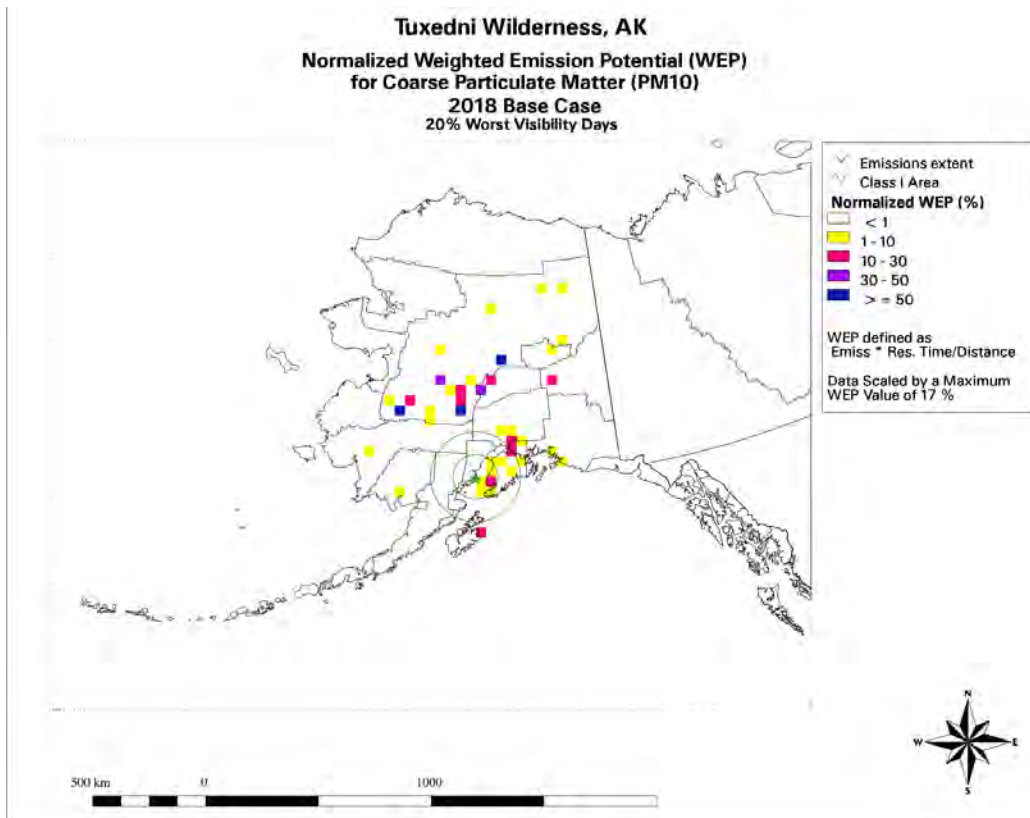 Tuxedni Wilderness, AK
Normalized Weighted Emission Potential (WEP)
for Coarse Particulate Matter (PM10)
2018 Base Case
20% Worst Visibility Days
Emissions extent
Class I Area
Normalized WEP (%)
< 1
1 - 10
10 - 30
30 - 50
> = 50
WEP defined as
Emiss * Res. Time/Distance
Data Scaled by a Maximum
WEP Value of 17 %
N
W E
S
500 km 0 1000